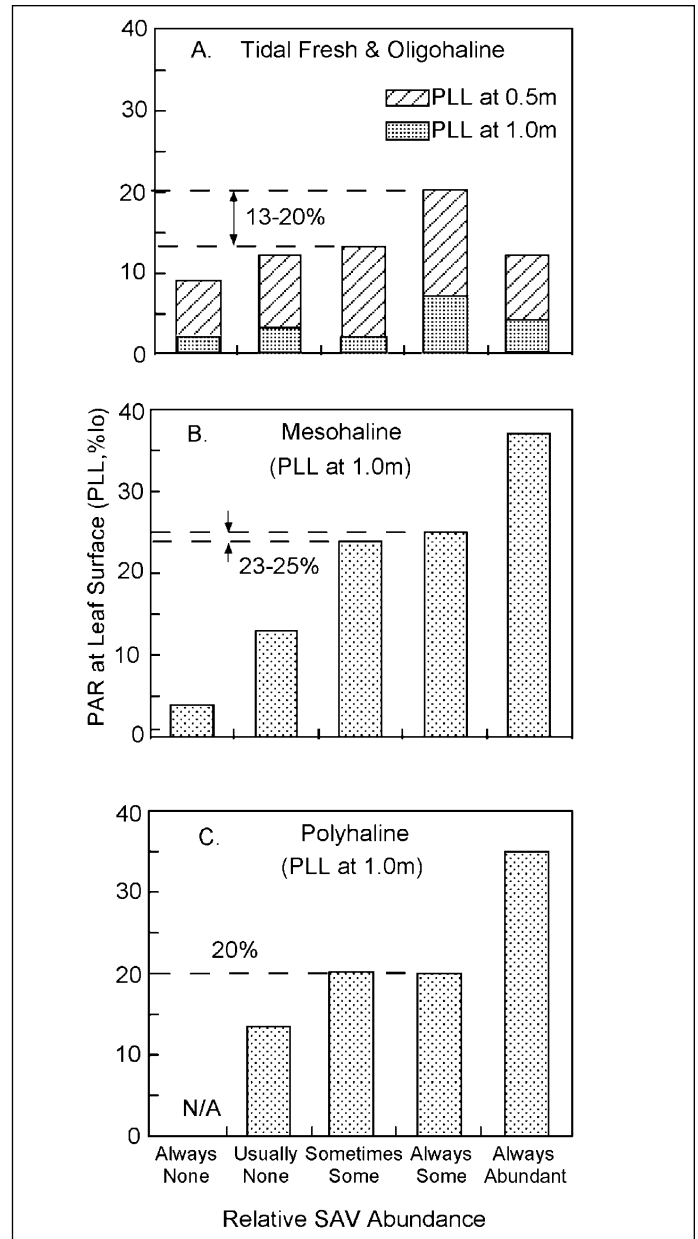 A. Tidal Fresh & Oligohaline
PLL at 0.5m
PLL at 1.0m
13-20%
40
30
20
10
0
B. Mesohaline
(PLL at 1.0m)
23-25%
40
30
20
10
0
PAR at Leaf Surface (PLL,%Io)
C. Polyhaline
(PLL at 1.0m)
20%
N/A
40
30
20
10
0
Always None
Usually None
Sometimes Some
Always Some
Always Abundant
Relative SAV Abundance